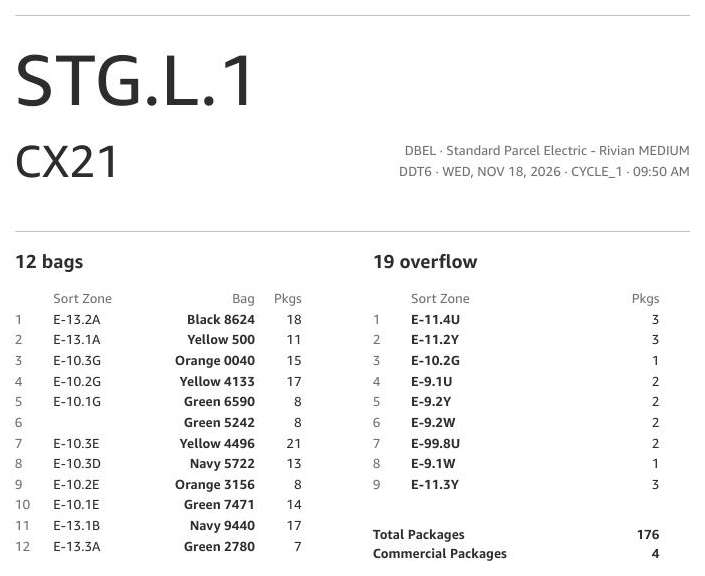 STG.L.1
CX21
DBEL · Standard Parcel Electric - Rivian MEDIUM
DDT6 · WED, NOV 18, 2026 · CYCLE_1 · 09:50 AM
12 bags
Sort Zone Bag Pkgs
1 E-13.2A Black 8624 18
2 E-13.1A Yellow 500 11
3 E-10.3G Orange 0040 15
4 E-10.2G Yellow 4133 17
5 E-10.1G Green 6590 8
6 Green 5242 8
7 E-10.3E Yellow 4496 21
8 E-10.3D Navy 5722 13
9 E-10.2E Orange 3156 8
10 E-10.1E Green 7471 14
11 E-13.1B Navy 9440 17
12 E-13.3A Green 2780 7
19 overflow
Sort Zone Pkgs
1 E-11.4U 3
2 E-11.2Y 3
3 E-10.2G 1
4 E-9.1U 2
5 E-9.2Y 2
6 E-9.2W 2
7 E-99.8U 2
8 E-9.1W 1
9 E-11.3Y 3
Total Packages 176
Commercial Packages 4